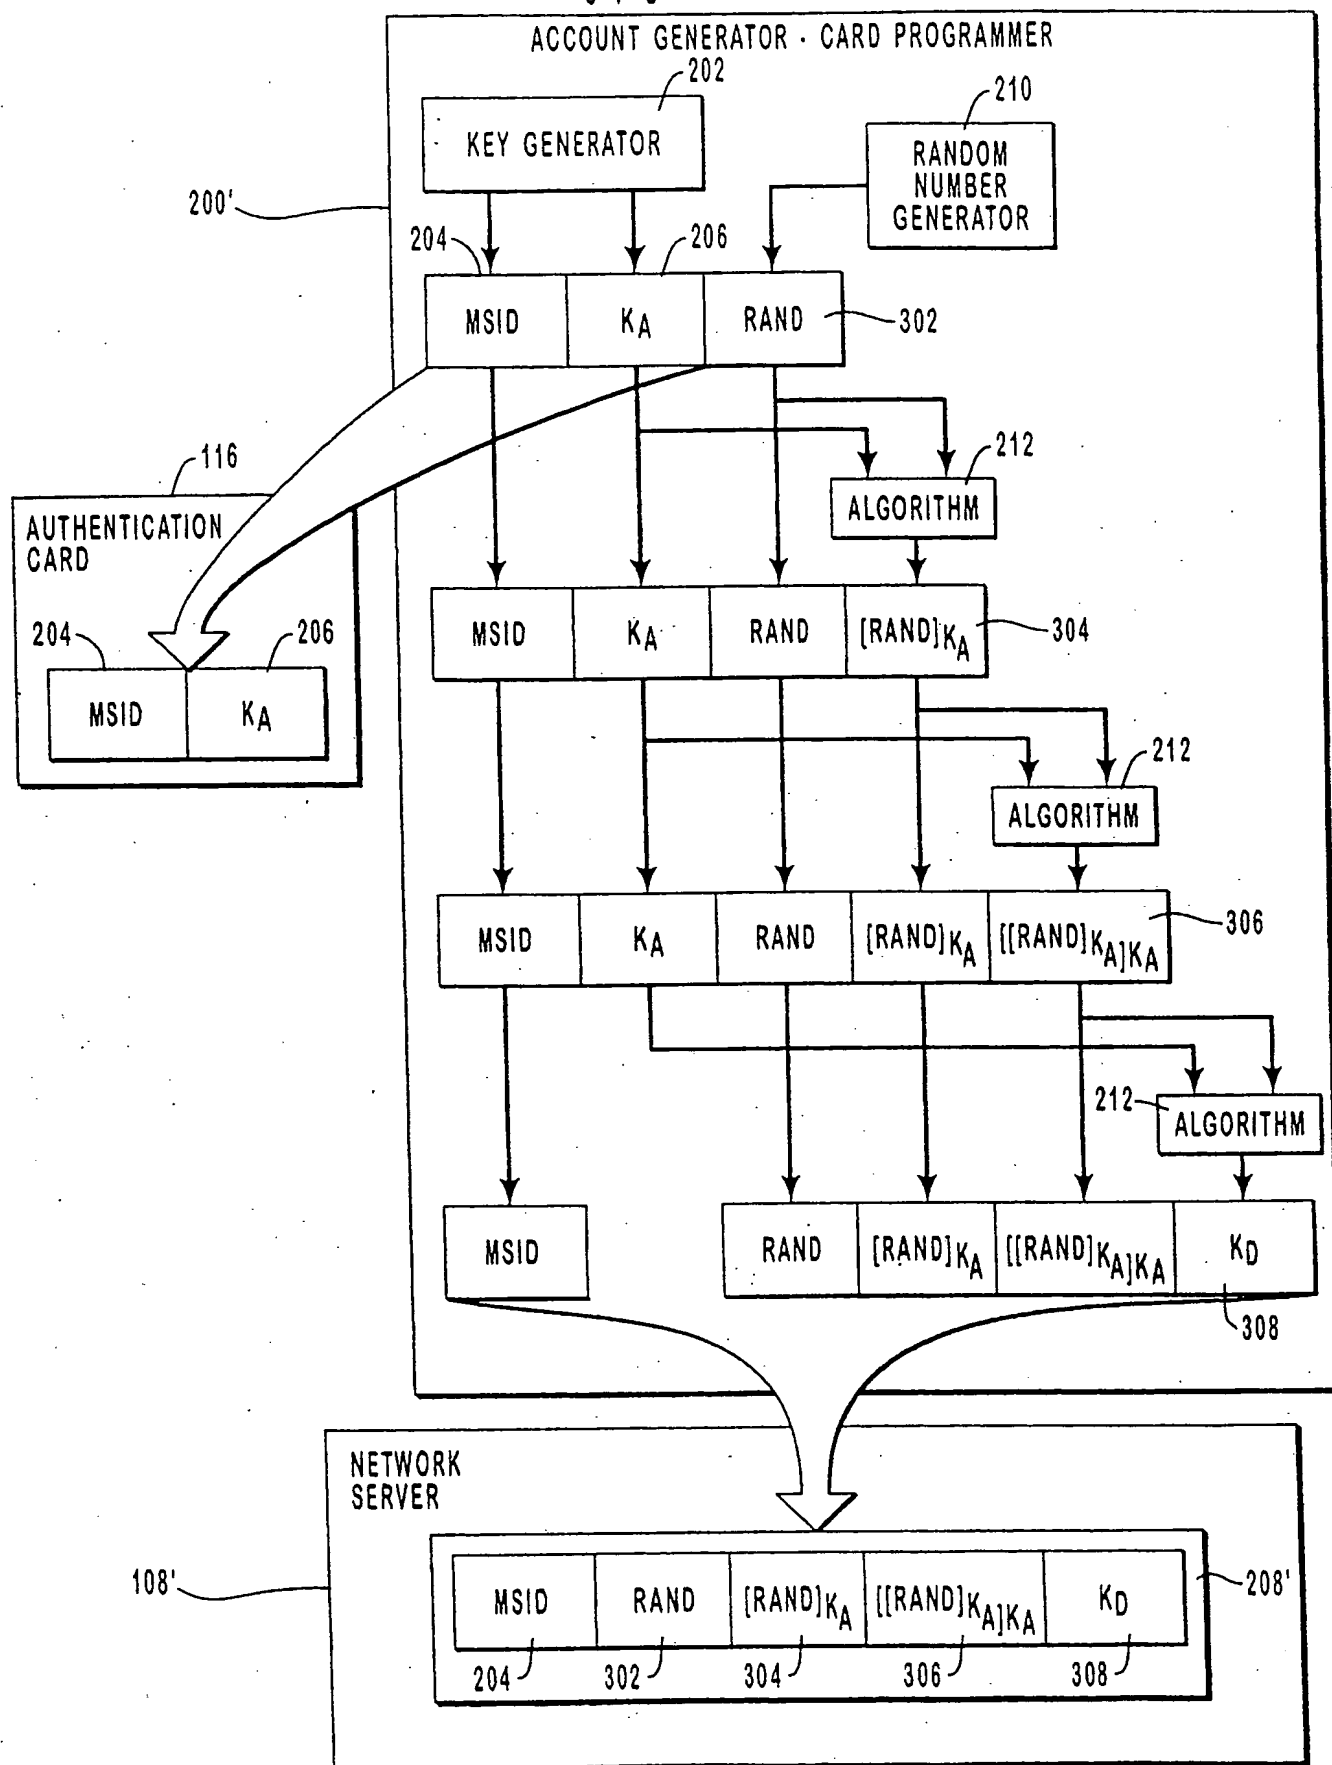 ACCOUNT GENERATOR · CARD PROGRAMMER
202
210
KEY GENERATOR
RANDOM
NUMBER
GENERATOR
200'
204
206
MSID KA RAND
302
116
212
ALGORITHM
AUTHENTICATION
CARD
204
206
MSID KA RAND [RAND]KA
304
MSID KA
212
ALGORITHM
MSID KA RAND [RAND]KA [[RAND]KA]KA
306
212
ALGORITHM
MSID RAND [RAND]KA [[RAND]KA]KA KD
308
NETWORK
SERVER
108'
208'
MSID RAND [RAND]KA [[RAND]KA]KA KD
204 302 304 306 308